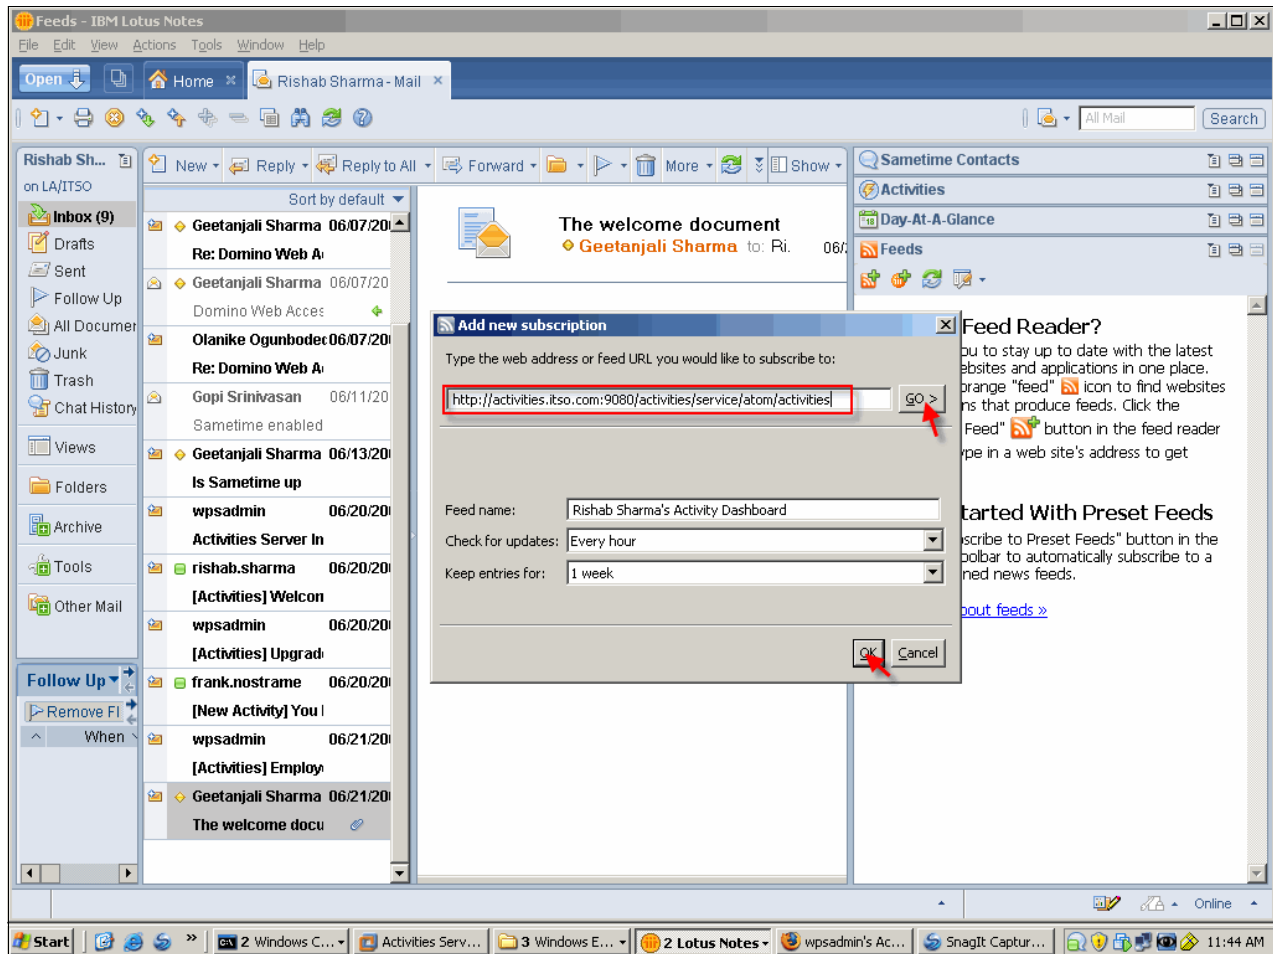 Feeds - IBM Lotus Notes
File Edit View Actions Tools Window Help
Open Home Rishab Sharma - Mail
All Mail Search
Rishab Sh...
on LA/ITSO
Inbox (9)
Drafts
Sent
Follow Up
All Documer
Junk
Trash
Chat History
Views
Folders
Archive
Tools
Other Mail
Follow Up
Remove Fl
When
New Reply Reply to All Forward More Show
Sort by default
Geetanjali Sharma 06/07/20
Re: Domino Web A
Geetanjali Sharma 06/07/20
Domino Web Acces
Olanike Ogunbodec 06/07/20
Re: Domino Web A
Gopi Srinivasan 06/11/20
Sametime enabled
Geetanjali Sharma 06/13/20
Is Sametime up
wpsadmin 06/20/20
Activities Server In
rishab.sharma 06/20/20
[Activities] Welcon
wpsadmin 06/20/20
[Activities] Upgrad
frank.nostrame 06/20/20
[New Activity] You
wpsadmin 06/21/20
[Activities] Employ
Geetanjali Sharma 06/21/20
The welcome docu
The welcome document
Geetanjali Sharma to: Ri. 06/
Add new subscription
Type the web address or feed URL you would like to subscribe to:
http://activities.itso.com:9080/activities/service/atom/activities
GO >
Feed name: Rishab Sharma's Activity Dashboard
Check for updates: Every hour
Keep entries for: 1 week
OK Cancel
Sametime Contacts
Activities
Day-At-A-Glance
Feeds
Feed Reader?
ou to stay up to date with the latest
ebsites and applications in one place.
orange "feed" icon to find websites
ns that produce feeds. Click the
Feed" button in the feed reader
ype in a web site's address to get
tarted With Preset Feeds
scribe to Preset Feeds" button in the
oolbar to automatically subscribe to a
ned news feeds.
bout feeds »
Online
Start 2 Windows C... Activities Serv... 3 Windows E... 2 Lotus Notes wpsadmin's Ac... SnagIt Captur... 11:44 AM